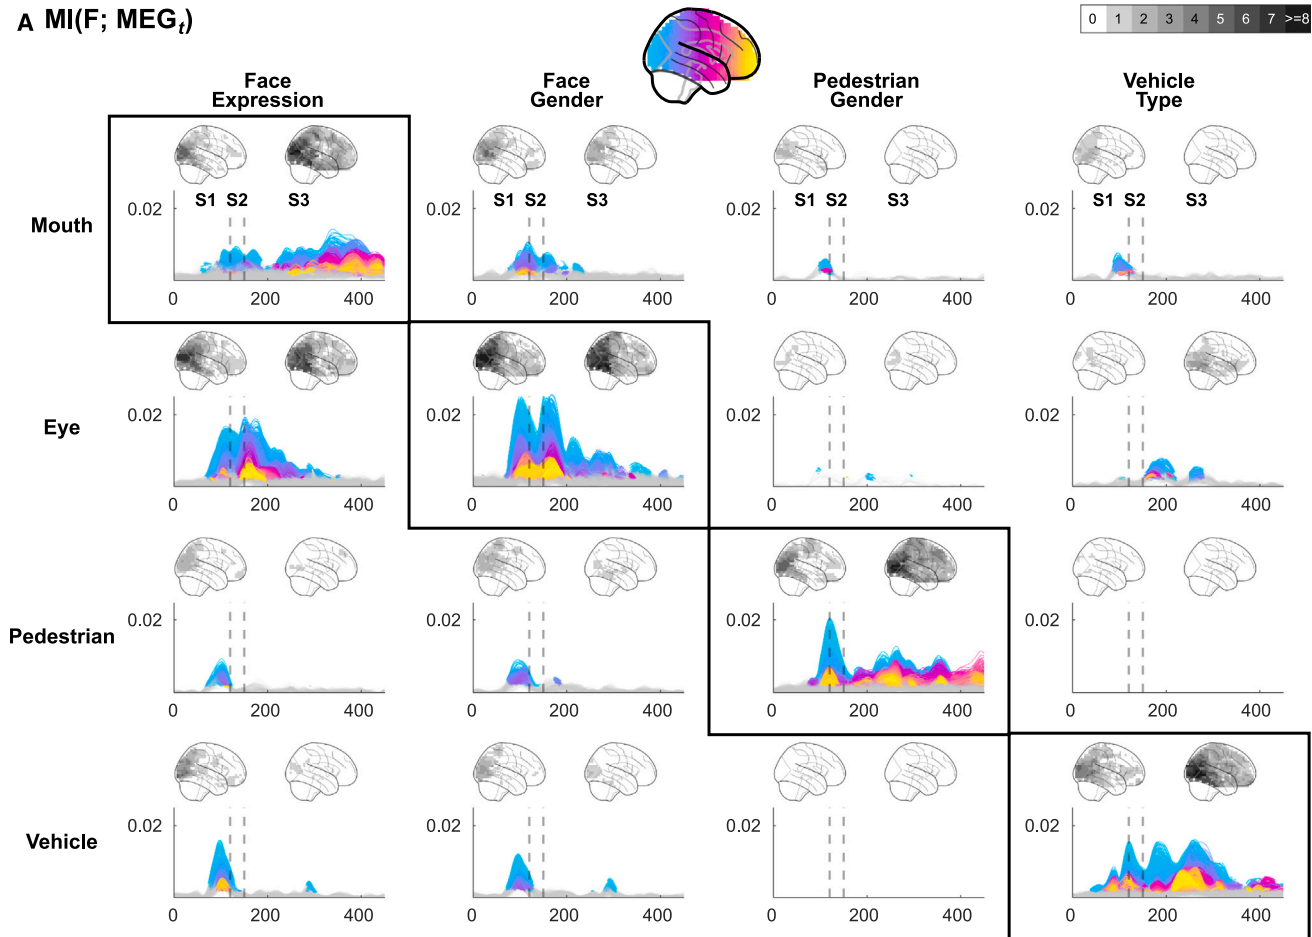 A MI(F; MEGt)
0 1 2 3 4 5 6 7 >=8
Face Face Pedestrian Vehicle
Expression Gender Gender Type
S1 S2 S3 S1 S2 S3 S1 S2 S3 S1 S2 S3
Mouth
0.02 0.02 0.02 0.02
0 200 400 0 200 400 0 200 400 0 200 400
Eye
0.02 0.02 0.02 0.02
0 200 400 0 200 400 0 200 400 0 200 400
Pedestrian
0.02 0.02 0.02 0.02
0 200 400 0 200 400 0 200 400 0 200 400
Vehicle
0.02 0.02 0.02 0.02
0 200 400 0 200 400 0 200 400 0 200 400